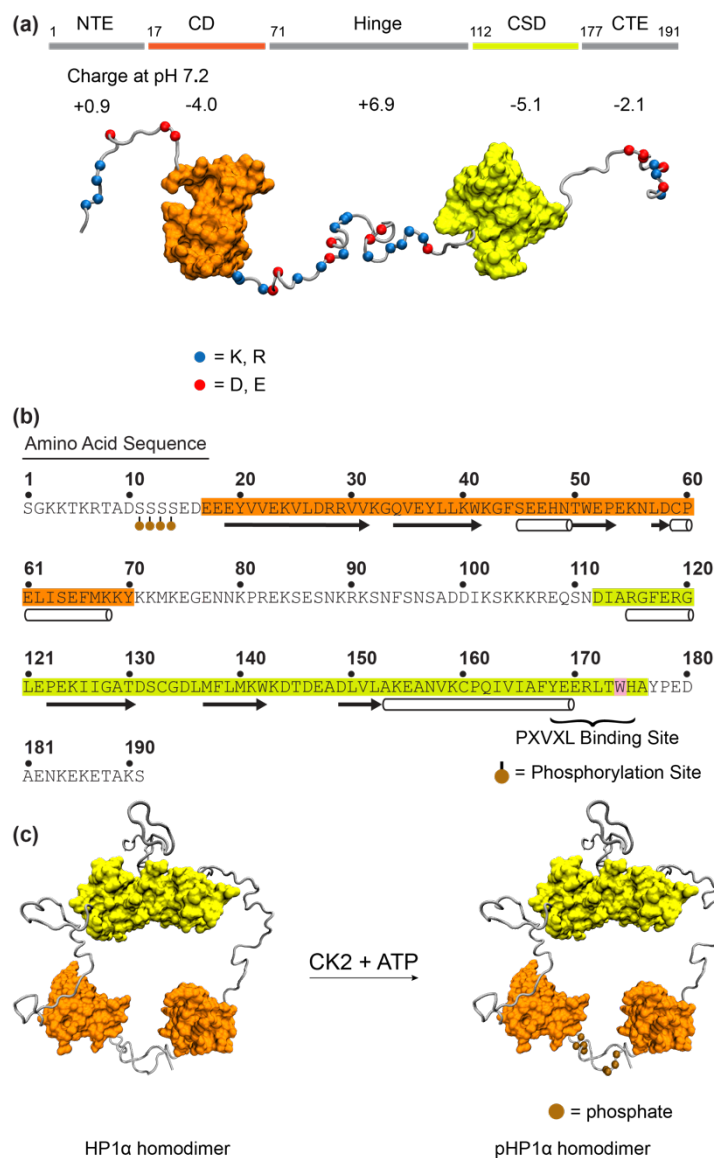 (a)
1 NTE 17 CD 71 Hinge 112 CSD 177 CTE 191
Charge at pH 7.2
+0.9 -4.0 +6.9 -5.1 -2.1
= K, R
= D, E
(b)
Amino Acid Sequence
1 10 20 30 40 50 60
SGKKTKRTADSSSSEDEEEYVVEKVLDRRVVKGQVEYLLKWKGFSEEHNTWEPEKNLDCP
61 70 80 90 100 110 120
ELISEFMKKYKKMKEGENNKPREKSESNKRKSNFSNSADDIKSKKKREQSNDIARGFERG
121 130 140 150 160 170 180
LEPEKIIGATDSCGDLMFLMKWKDTDEADLVLAKEANVKCPQIVIAFYEERLTWHAYPED
PXVXL Binding Site
181 190
AENKEKETAKS
= Phosphorylation Site
(c)
CK2 + ATP
= phosphate
HP1α homodimer pHP1α homodimer